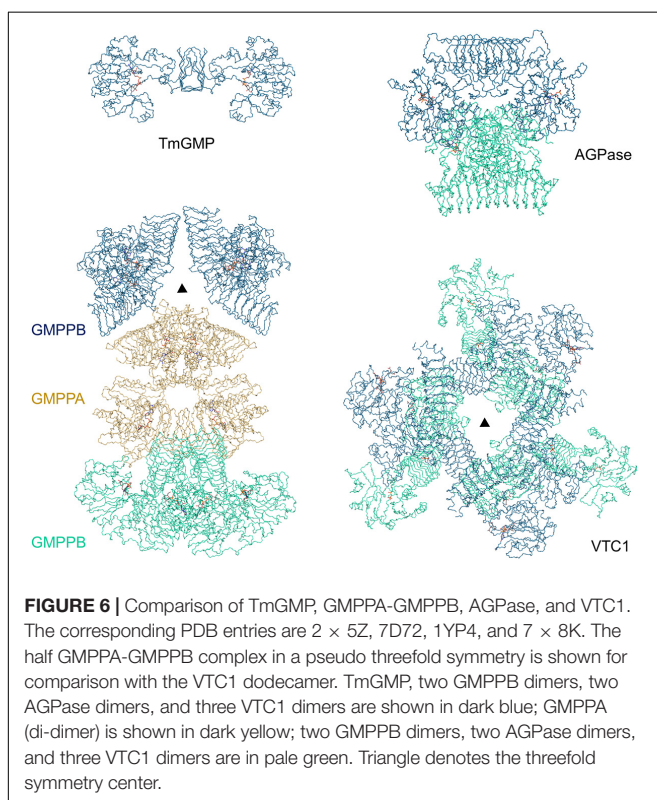 TmGMP
AGPase
GMPPB
GMPPA
GMPPB
VTC1
FIGURE 6 | Comparison of TmGMP, GMPPA-GMPPB, AGPase, and VTC1.
The corresponding PDB entries are 2 × 5Z, 7D72, 1YP4, and 7 × 8K. The
half GMPPA-GMPPB complex in a pseudo threefold symmetry is shown for
comparison with the VTC1 dodecamer. TmGMP, two GMPPB dimers, two
AGPase dimers, and three VTC1 dimers are shown in dark blue; GMPPA
(di-dimer) is shown in dark yellow; two GMPPB dimers, two AGPase dimers,
and three VTC1 dimers are in pale green. Triangle denotes the threefold
symmetry center.